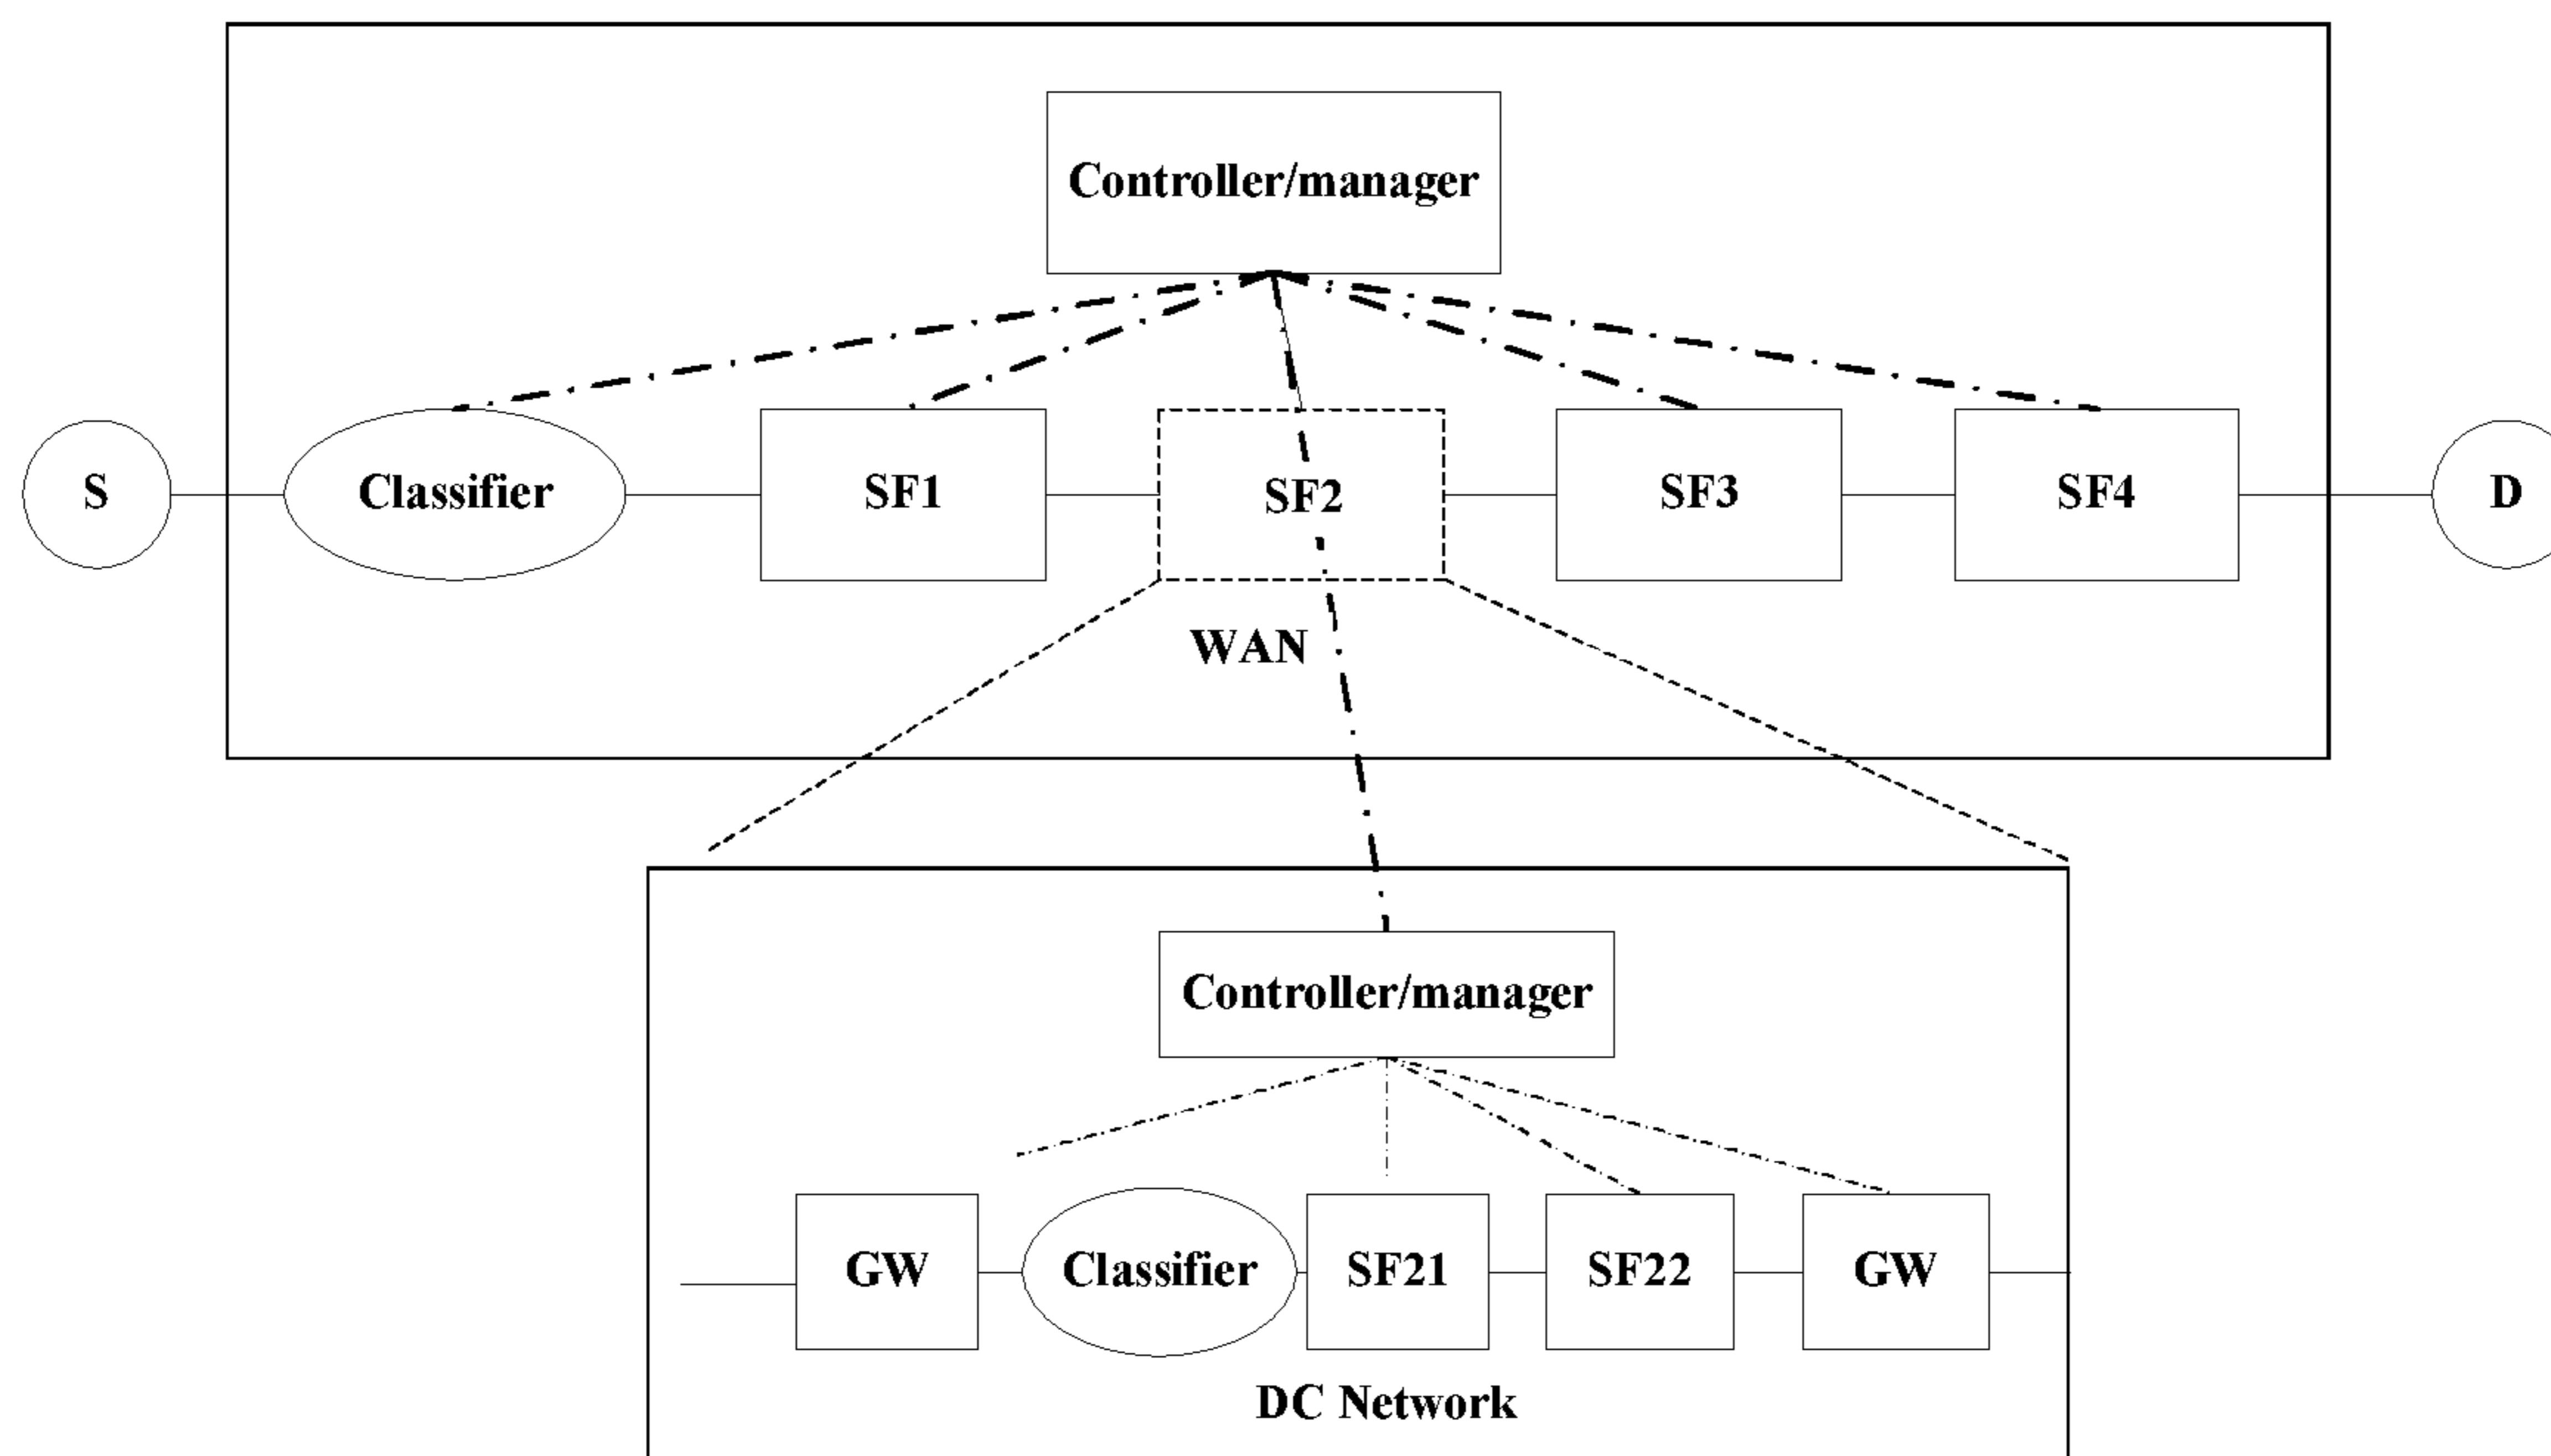 Controller/manager
S
Classifier
SF1
SF2
SF3
SF4
D
WAN
Controller/manager
GW
Classifier
SF21
SF22
GW
DC Network